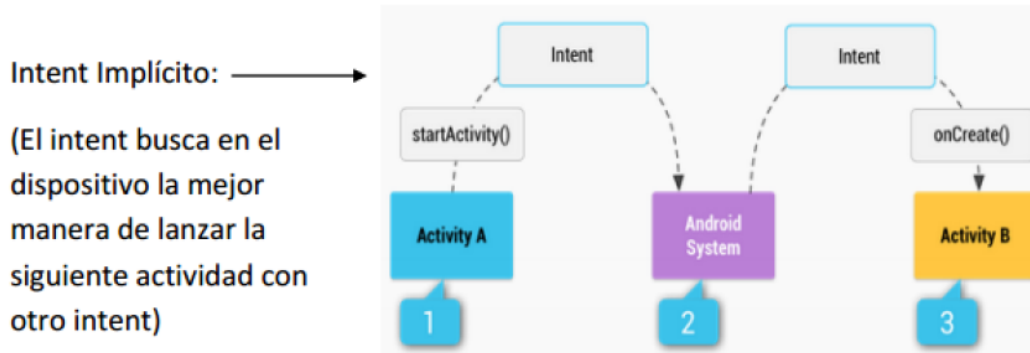 Intent Implícito:
(El intent busca en el
dispositivo la mejor
manera de lanzar la
siguiente actividad con
otro intent)
Intent
Intent
startActivity()
onCreate()
Activity A
Android
System
Activity B
1
2
3